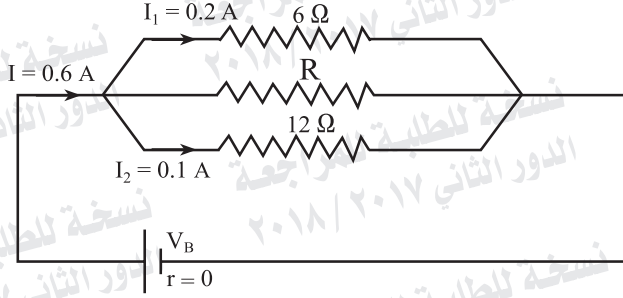 I₁ = 0.2 A
6 Ω
I = 0.6 A
R
12 Ω
I₂ = 0.1 A
V_B
r = 0
نسخة للطلبة للمراجعة
الدور الثاني ٢٠١٧ / ٢٠١٨